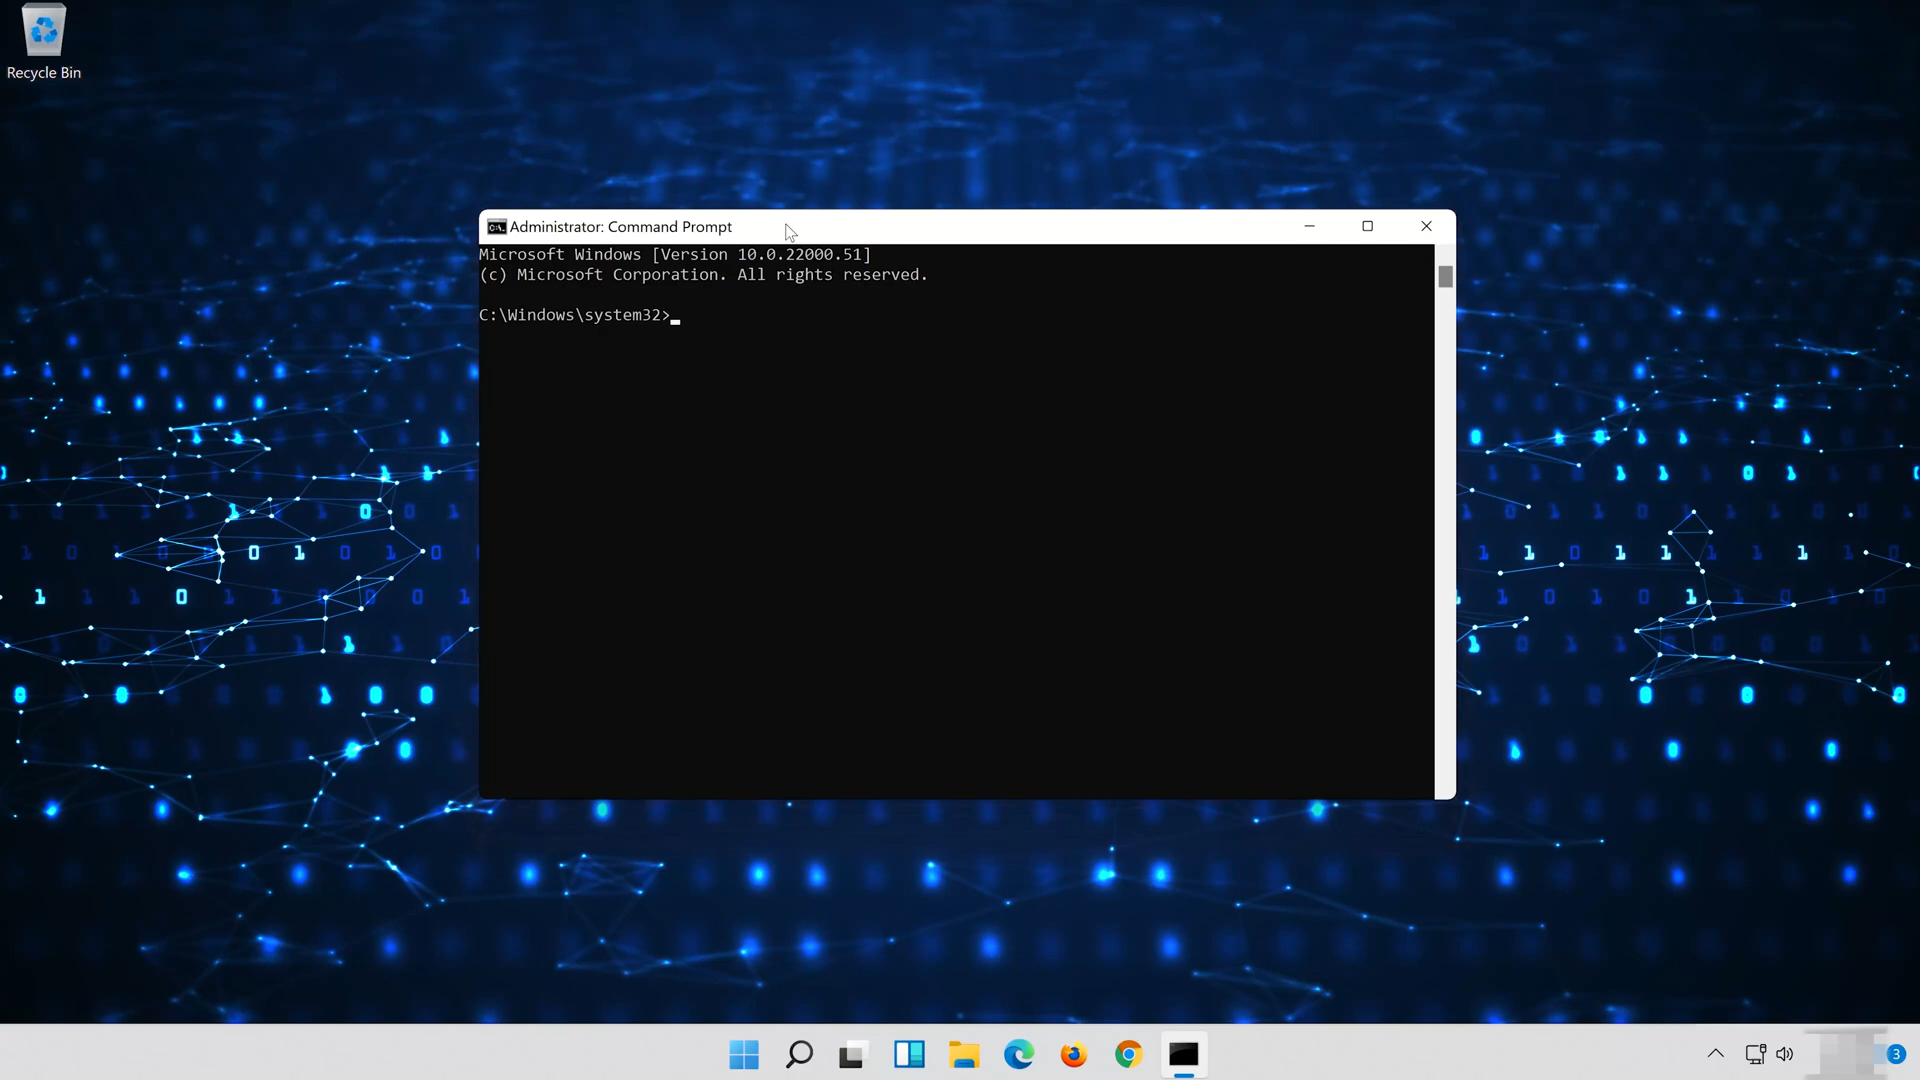 Recycle Bin
Administrator: Command Prompt
Microsoft Windows [Version 10.0.22000.51]
(c) Microsoft Corporation. All rights reserved.
C:\Windows\system32>
3